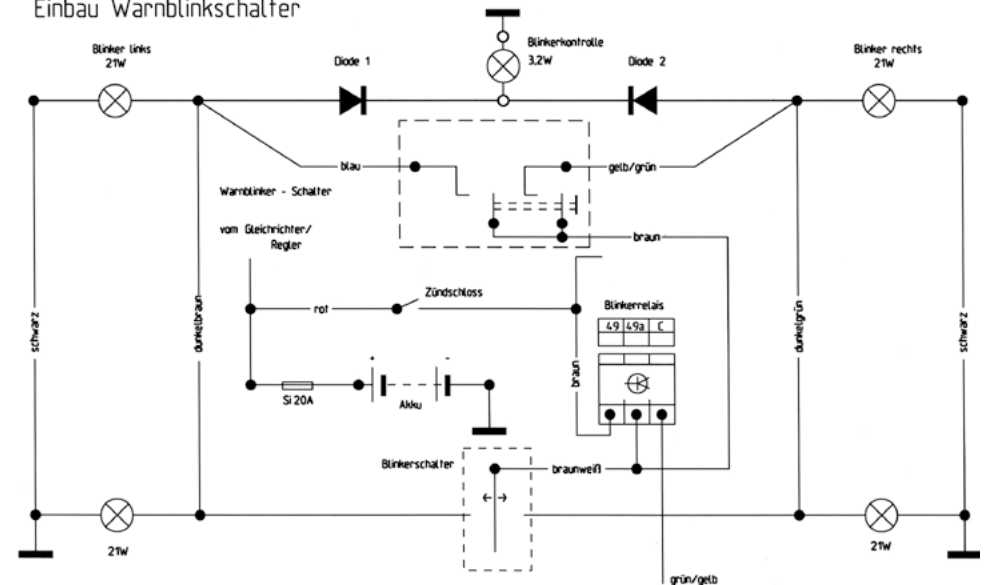 Einbau Warnblinkschalter
Blinker links
21W
Diode 1
Blinkerkontrolle
3,2W
Diode 2
Blinker rechts
21W
blau
gelb/grün
Warnblinker - Schalter
vom Gleichrichter/
Regler
braun
schwarz
dunkelbraun
rot
Zündschloss
Blinkerrelais
49 49a C
braun
dunkelgrün
schwarz
+ -
Si 20A
Akku
Blinkerschalter
braunweiß
21W
21W
grün/gelb